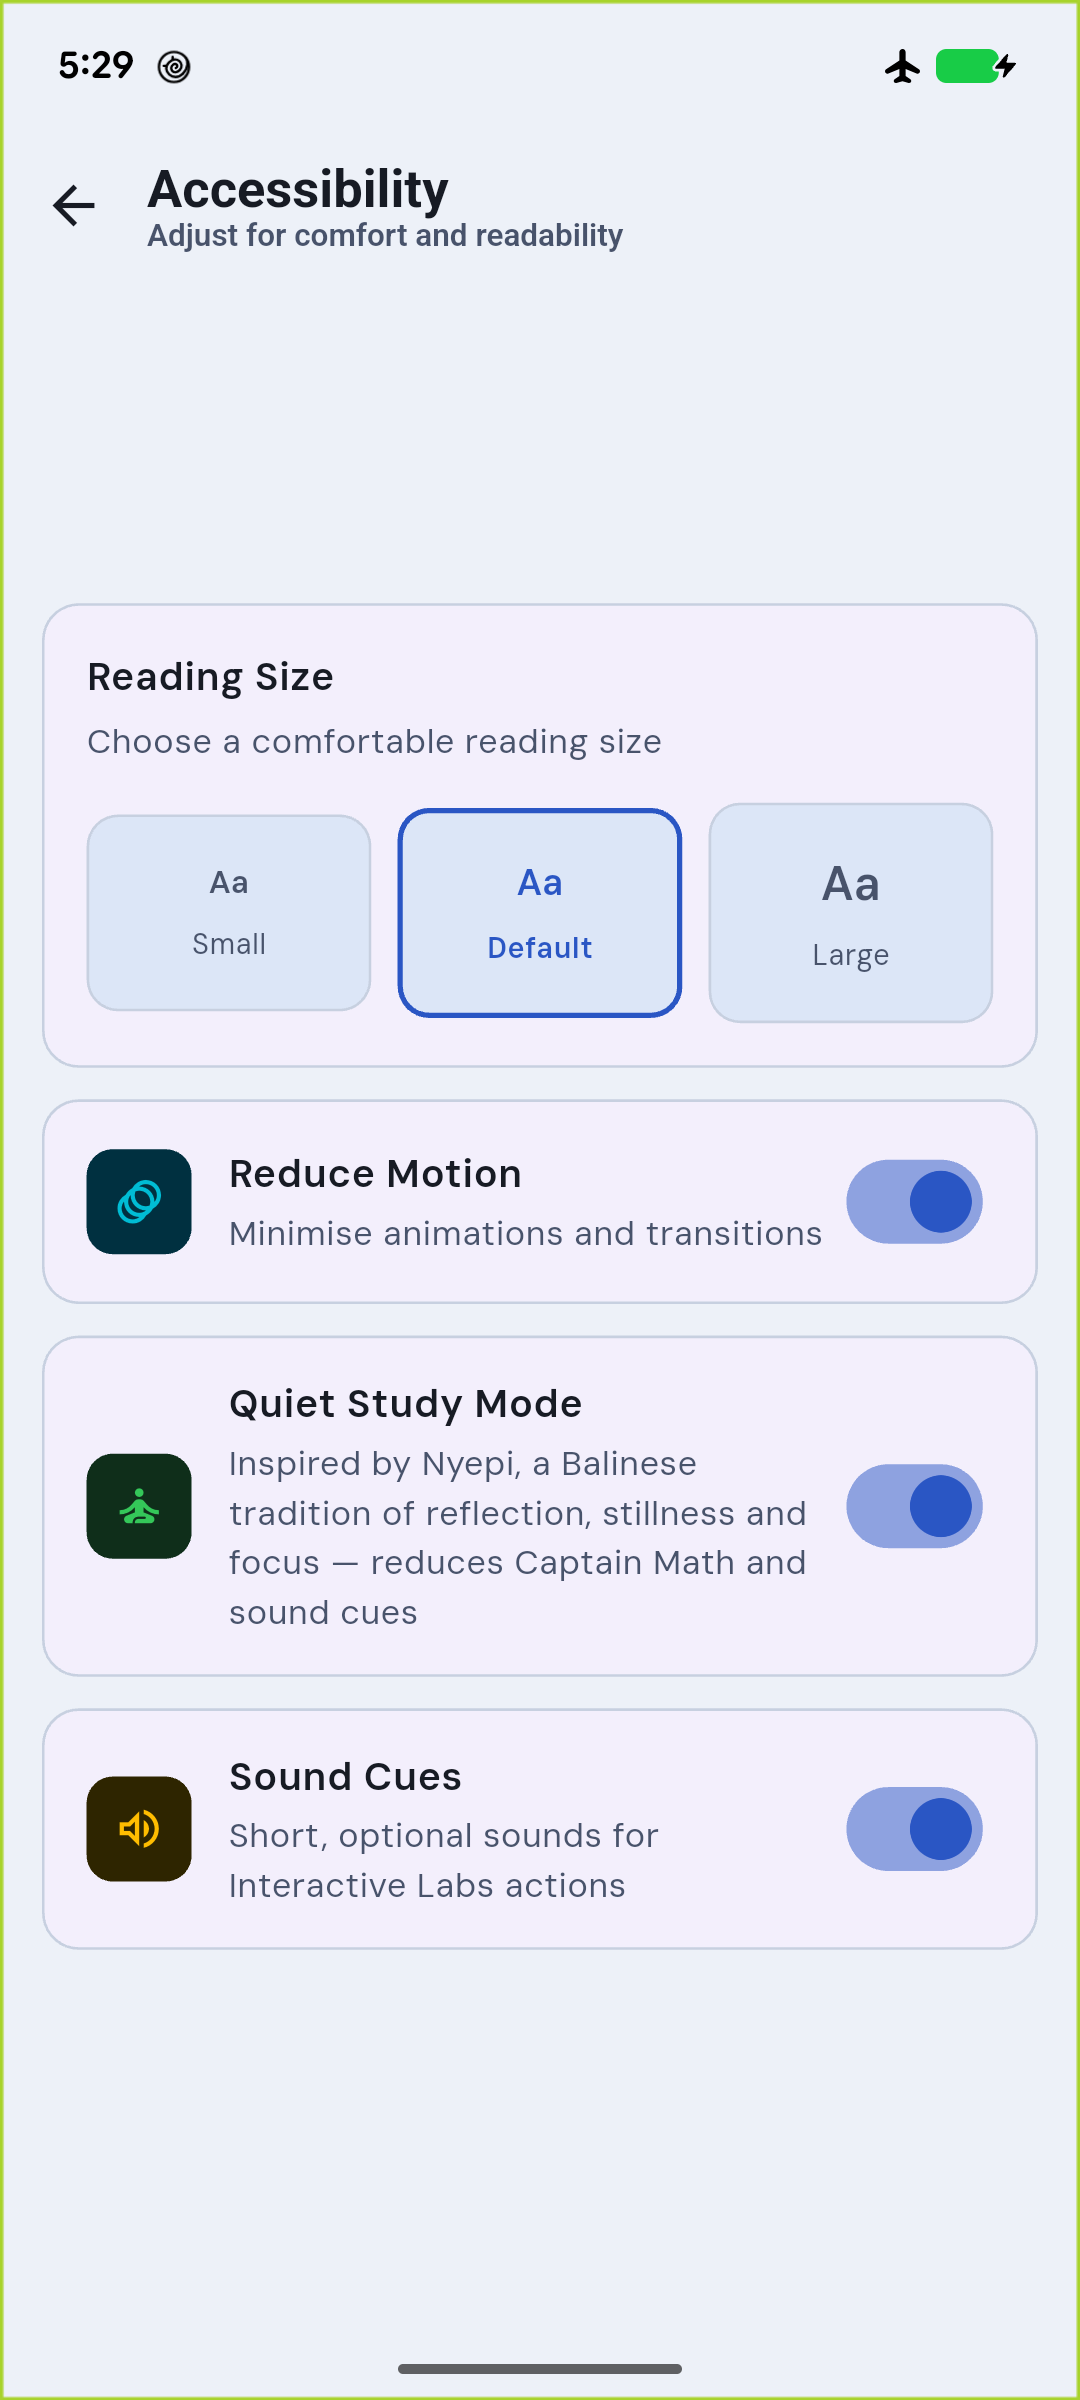 5:29
Accessibility
Adjust for comfort and readability
Reading Size
Choose a comfortable reading size
Aa
Small
Aa
Default
Aa
Large
Reduce Motion
Minimise animations and transitions
Quiet Study Mode
Inspired by Nyepi, a Balinese
tradition of reflection, stillness and
focus — reduces Captain Math and
sound cues
Sound Cues
Short, optional sounds for
Interactive Labs actions